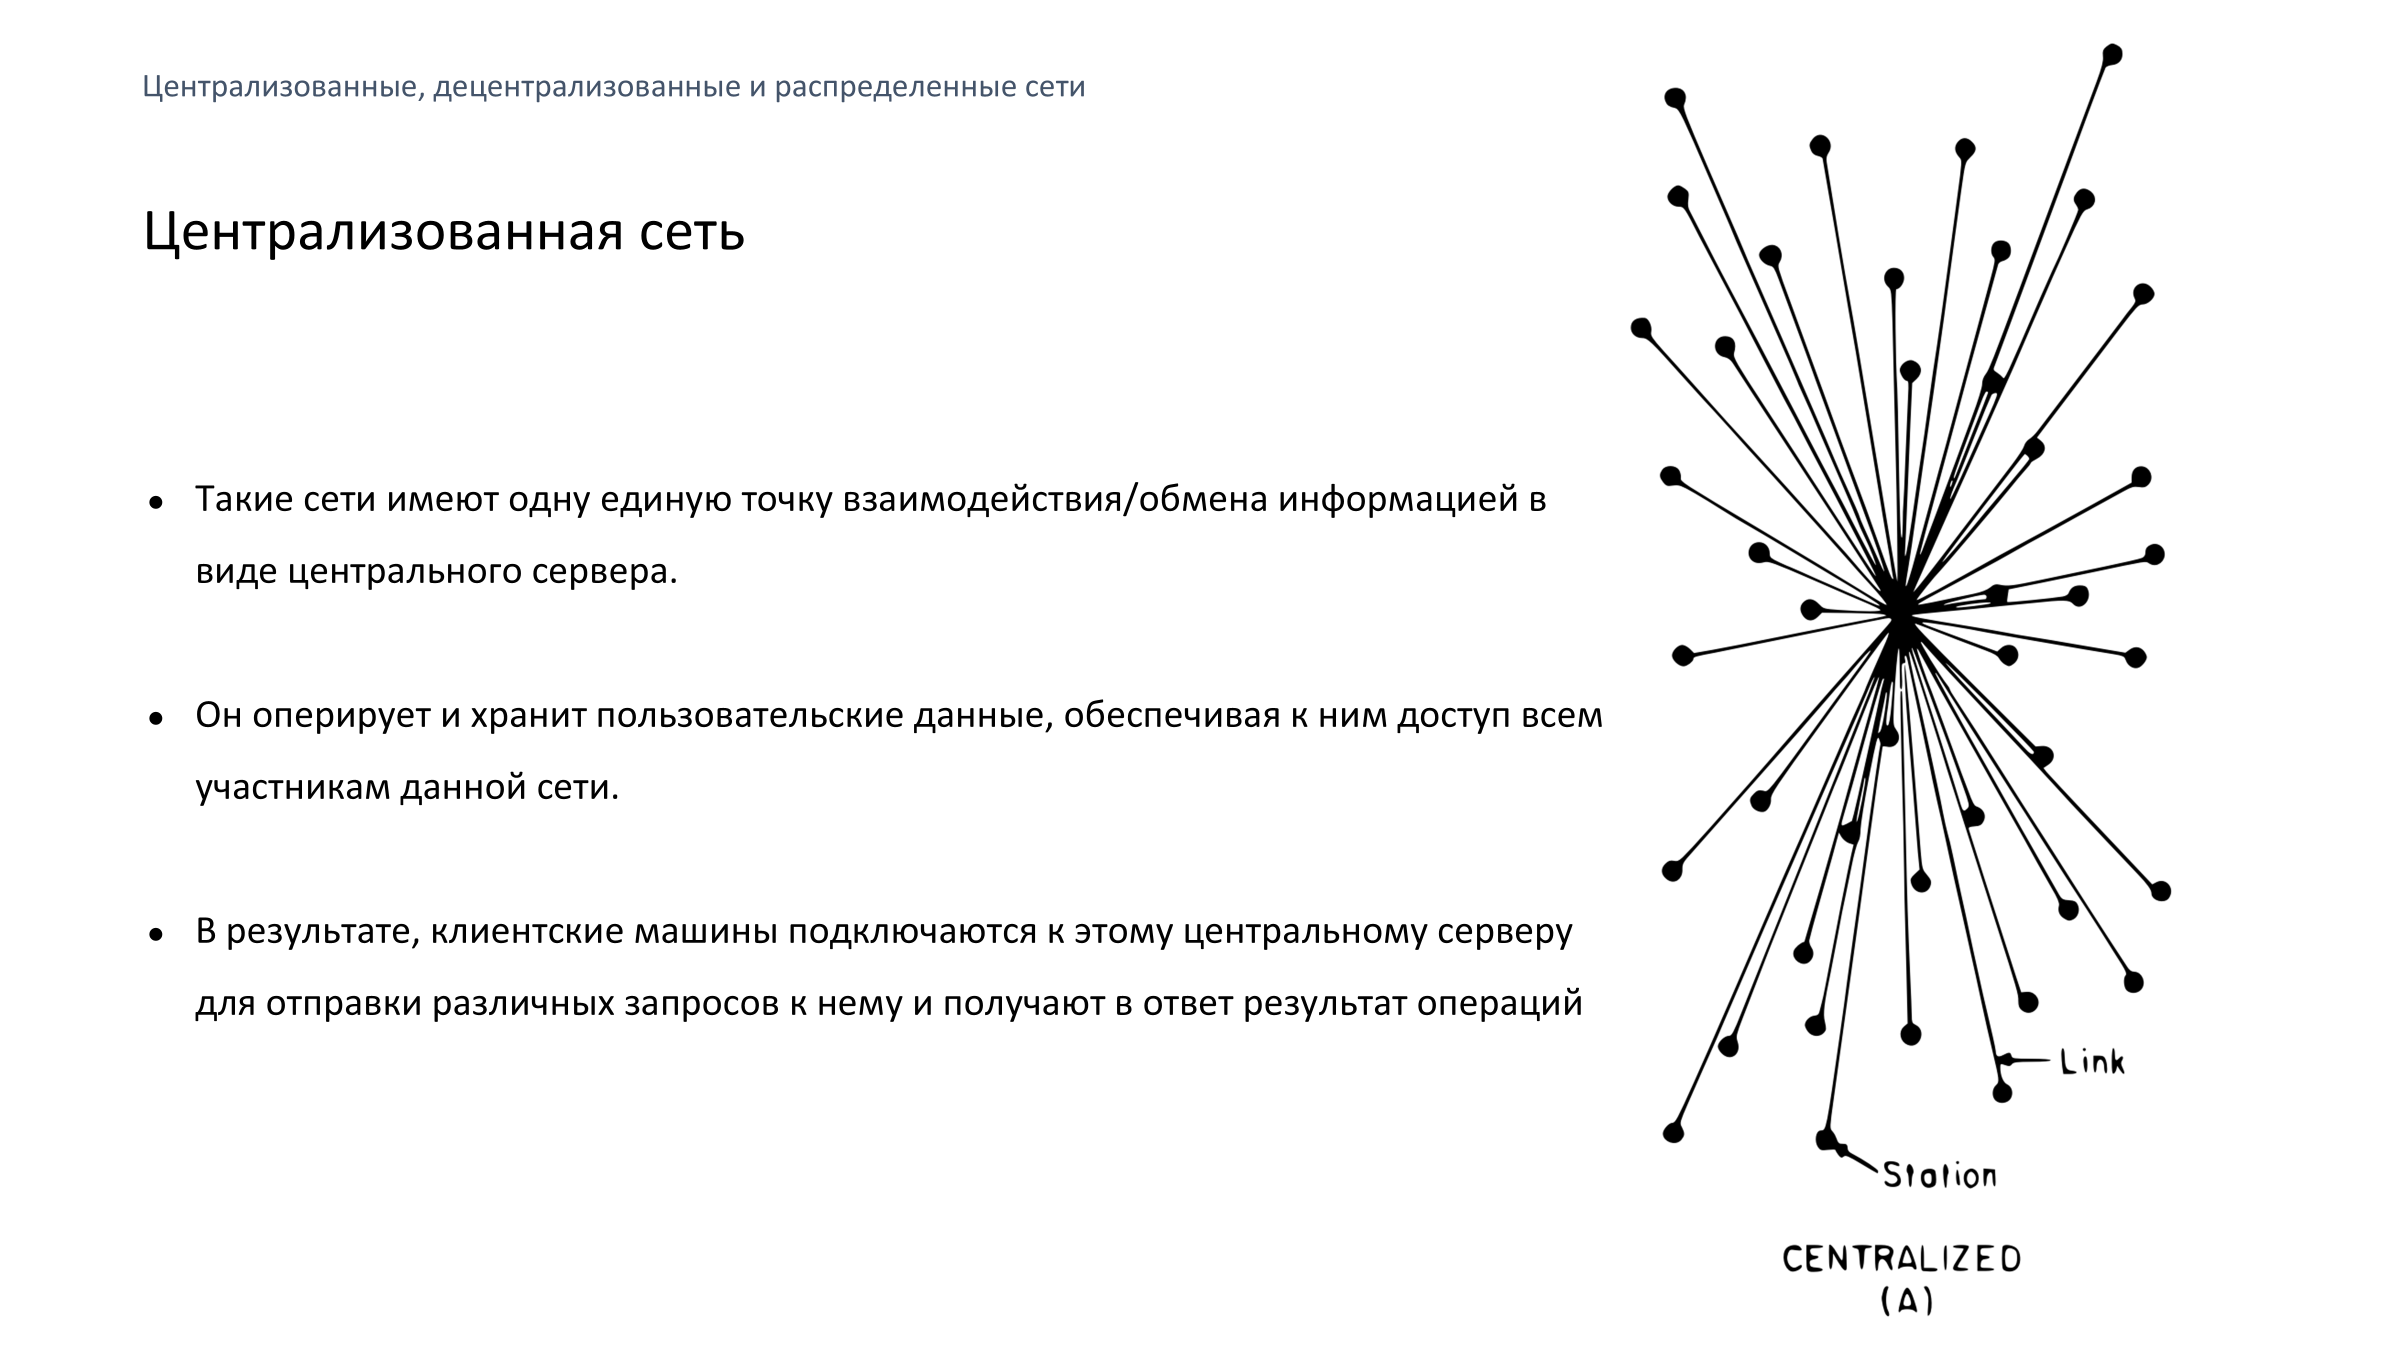 Централизованные, децентрализованные и распределенные сети
Централизованная сеть
● Такие сети имеют одну единую точку взаимодействия/обмена информацией в
виде центрального сервера.
● Он оперирует и хранит пользовательские данные, обеспечивая к ним доступ всем
участникам данной сети.
● В результате, клиентские машины подключаются к этому центральному серверу
для отправки различных запросов к нему и получают в ответ результат операций
Link
Station
CENTRALIZED
(A)